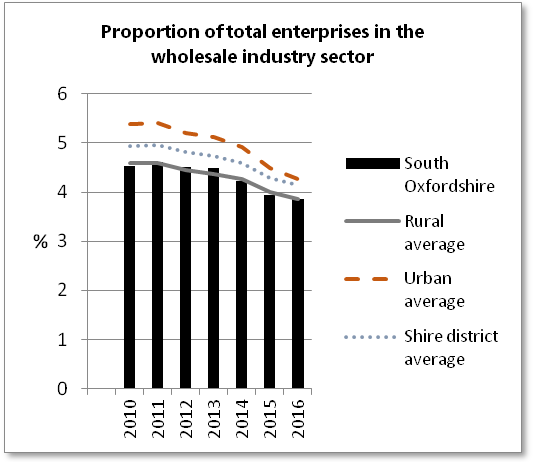 Proportion of total enterprises in the
wholesale industry sector
6
5
4
3
2
1
0
%
2010
2011
2012
2013
2014
2015
2016
South
Oxfordshire
Rural
average
Urban
average
Shire district
average